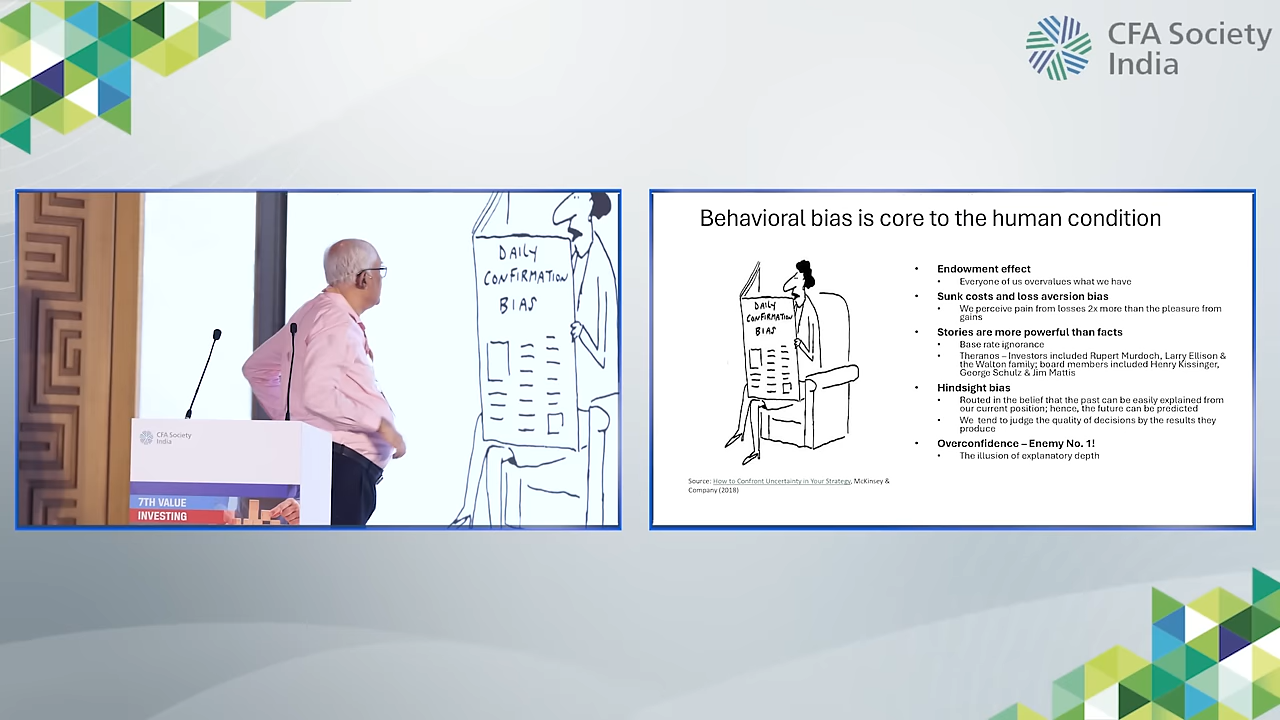 CFA Society
India
DAILY
CONFIRMATION
BIAS
CFA Society
India
7TH VALUE
INVESTING
Behavioral bias is core to the human condition
DAILY
CONFIRMATION
BIAS
Source: How to Confront Uncertainty in Your Strategy, McKinsey &
Company (2018)
• Endowment effect
• Everyone of us overvalues what we have
• Sunk costs and loss aversion bias
• We perceive pain from losses 2x more than the pleasure from
gains
• Stories are more powerful than facts
• Base rate ignorance
• Theranos – Investors included Rupert Murdoch, Larry Ellison &
the Walton family; board members included Henry Kissinger,
George Schulz & Jim Mattis
• Hindsight bias
• Routed in the belief that the past can be easily explained from
our current position; hence, the future can be predicted
• We tend to judge the quality of decisions by the results they
produce
• Overconfidence – Enemy No. 1!
• The illusion of explanatory depth